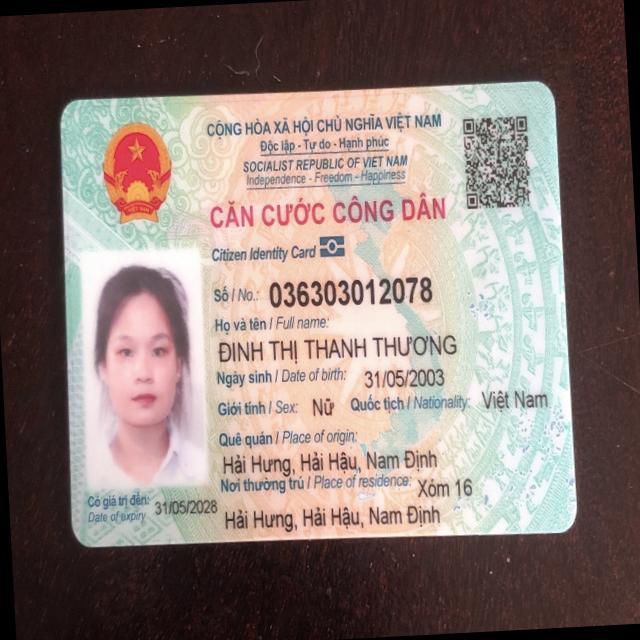 CỘNG HÒA XÃ HỘI CHỦ NGHĨA VIỆT NAM
Độc lập - Tự do - Hạnh phúc
SOCIALIST REPUBLIC OF VIET NAM
Independence - Freedom - Happiness
CĂN CƯỚC CÔNG DÂN
Citizen Identity Card
Số / No.: 036303012078
Họ và tên / Full name:
ĐINH THỊ THANH THƯƠNG
Ngày sinh / Date of birth: 31/05/2003
Giới tính / Sex: Nữ Quốc tịch / Nationality: Việt Nam
Quê quán / Place of origin:
Hải Hưng, Hải Hậu, Nam Định
Nơi thường trú / Place of residence: Xóm 16
Hải Hưng, Hải Hậu, Nam Định
Có giá trị đến: 31/05/2028
Date of expiry